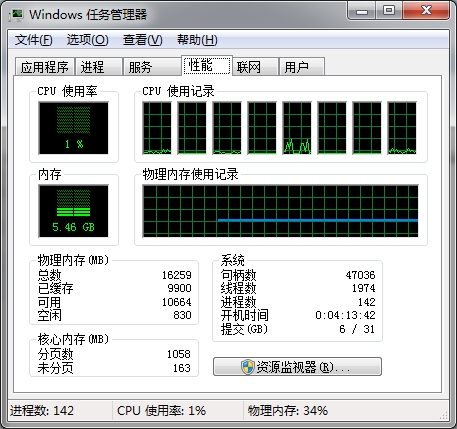 Windows 任务管理器
文件(F) 选项(O) 查看(V) 帮助(H)
应用程序 进程 服务 性能 联网 用户
CPU 使用率 CPU 使用记录
1 %
内存 物理内存使用记录
5.46 GB
物理内存(MB) 系统
总数 16259 句柄数 47036
已缓存 9900 线程数 1974
可用 10664 进程数 142
空闲 830 开机时间 0:04:13:42
提交(GB) 6 / 31
核心内存(MB)
分页数 1058
未分页 163
资源监视器(R)...
进程数: 142 CPU 使用率: 1% 物理内存: 34%